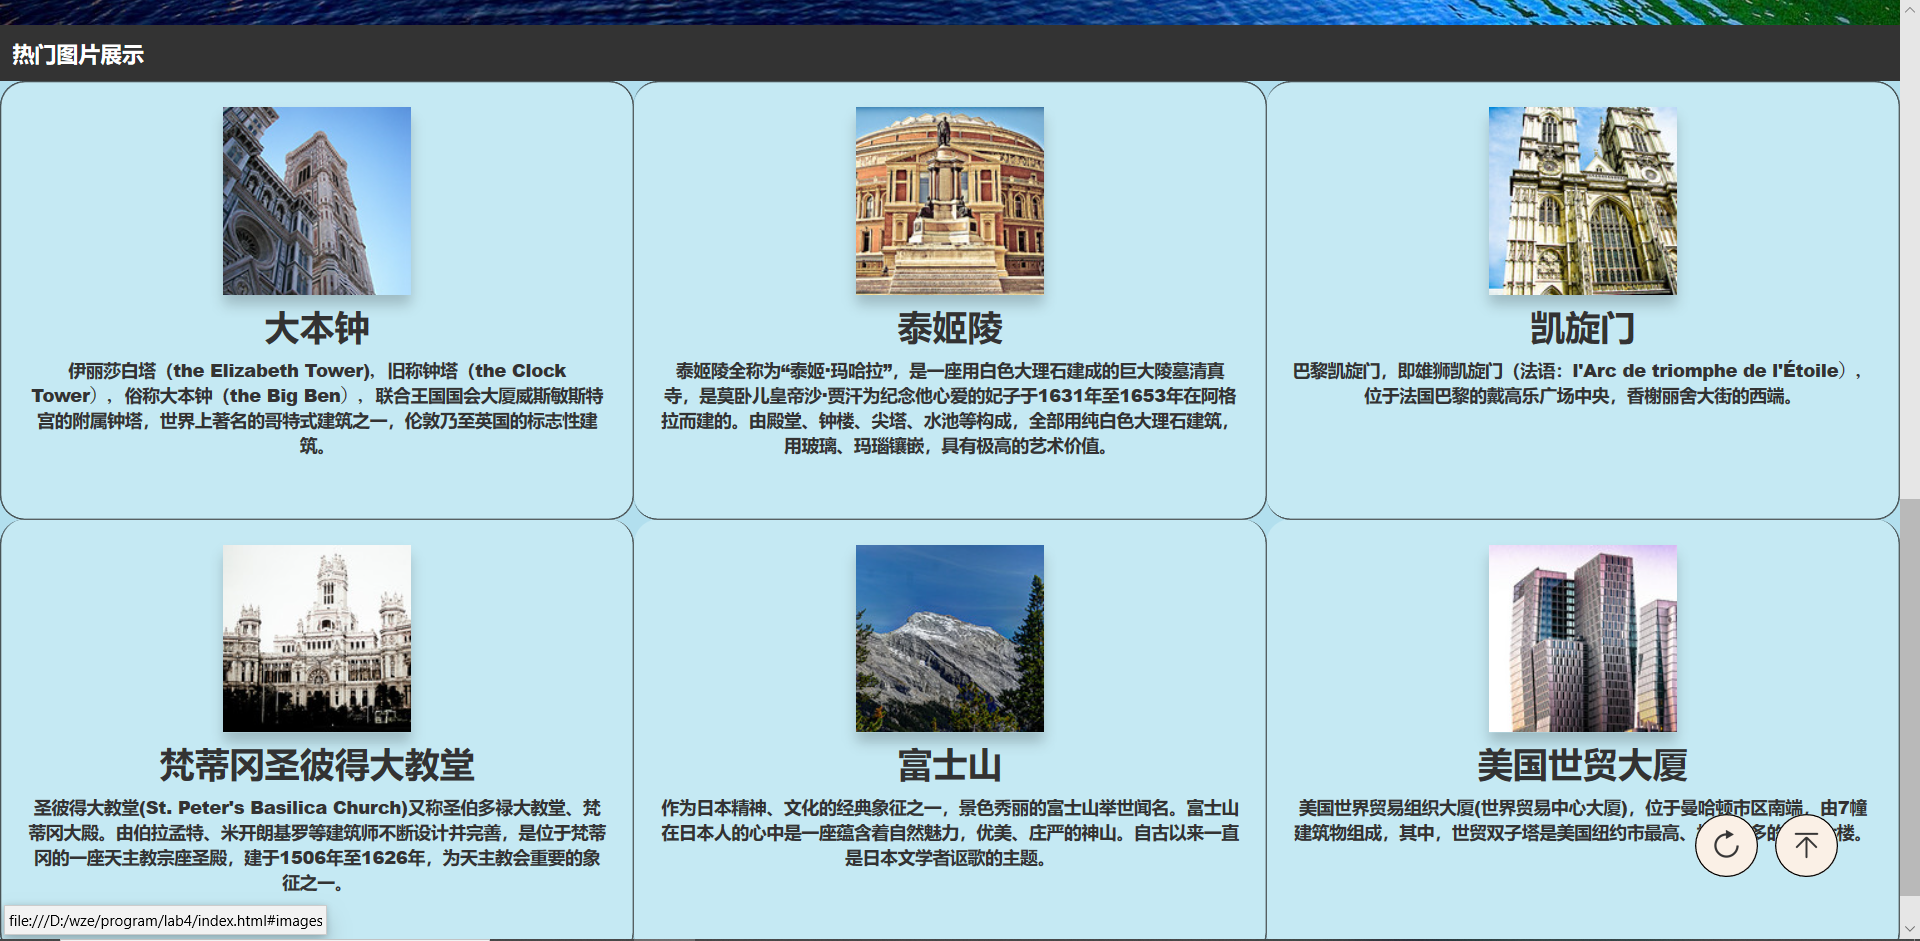 热门图片展示
大本钟
伊丽莎白塔（the Elizabeth Tower)，旧称钟塔（the Clock
Tower），俗称大本钟（the Big Ben），联合王国国会大厦威斯敏斯特
宫的附属钟塔，世界上著名的哥特式建筑之一，伦敦乃至英国的标志性建
筑。
泰姬陵
泰姬陵全称为“泰姬·玛哈拉”，是一座用白色大理石建成的巨大陵墓清真
寺，是莫卧儿皇帝沙·贾汗为纪念他心爱的妃子于1631年至1653年在阿格
拉而建的。由殿堂、钟楼、尖塔、水池等构成，全部用纯白色大理石建筑，
用玻璃、玛瑙镶嵌，具有极高的艺术价值。
凯旋门
巴黎凯旋门，即雄狮凯旋门（法语：l'Arc de triomphe de l'Étoile），
位于法国巴黎的戴高乐广场中央，香榭丽舍大街的西端。
梵蒂冈圣彼得大教堂
圣彼得大教堂(St. Peter's Basilica Church)又称圣伯多禄大教堂、梵
蒂冈大殿。由伯拉孟特、米开朗基罗等建筑师不断设计并完善，是位于梵蒂
冈的一座天主教宗座圣殿，建于1506年至1626年，为天主教会重要的象
征之一。
富士山
作为日本精神、文化的经典象征之一，景色秀丽的富士山举世闻名。富士山
在日本人的心中是一座蕴含着自然魅力，优美、庄严的神山。自古以来一直
是日本文学者讴歌的主题。
美国世贸大厦
美国世界贸易组织大厦(世界贸易中心大厦)，位于曼哈顿市区南端，由7幢
建筑物组成，其中，世贸双子塔是美国纽约市最高、多的楼。
file:///D:/wze/program/lab4/index.html#images